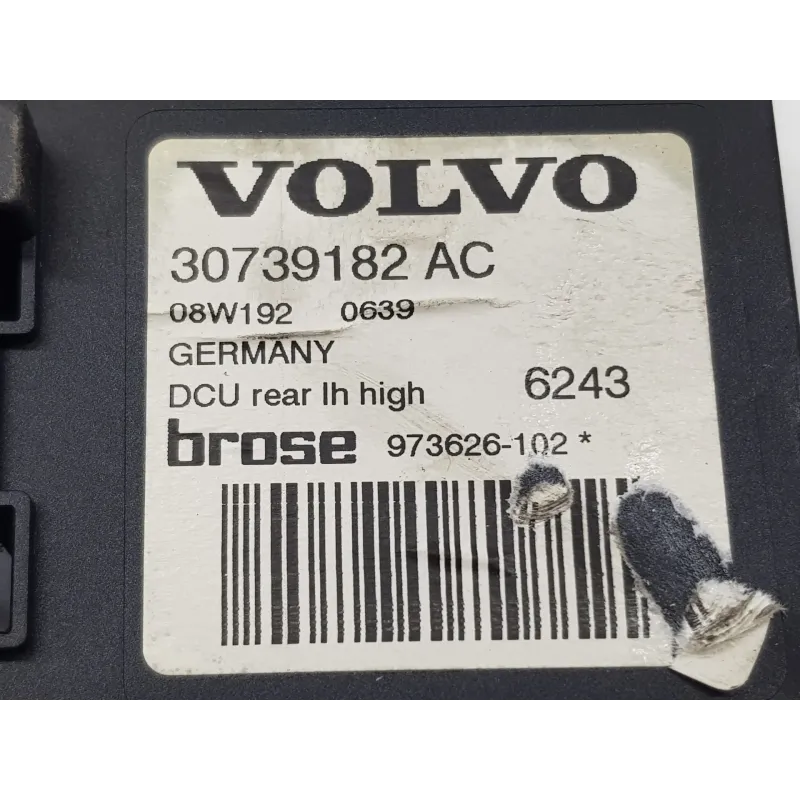 VOLVO
30739182 AC
08W192 0639
GERMANY
DCU rear lh high 6243
brose 973626-102 *